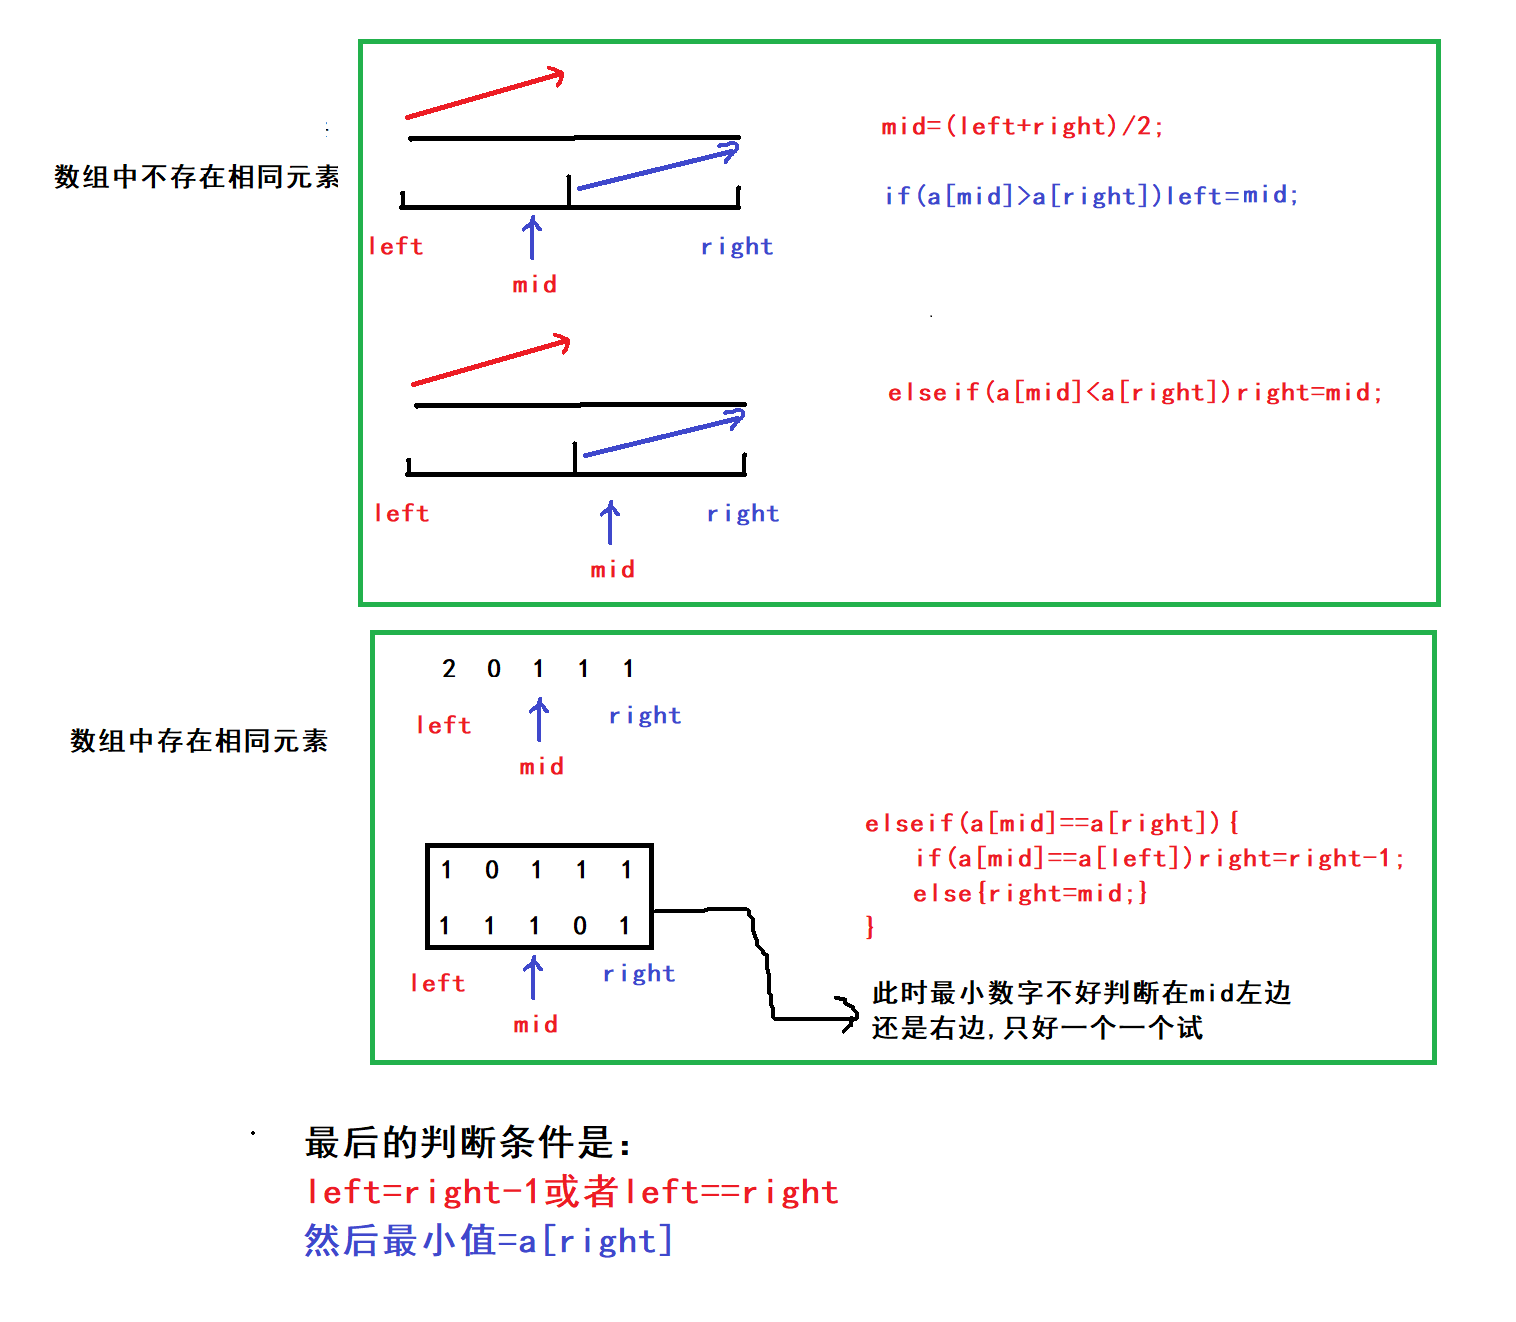 数组中不存在相同元素
mid=(left+right)/2;
if(a[mid]>a[right])left=mid;
left
right
mid
elseif(a[mid]<a[right])right=mid;
left
right
mid
数组中存在相同元素
2 0 1 1 1
left
right
mid
1 0 1 1 1
1 1 1 0 1
left
right
mid
elseif(a[mid]==a[right]){
if(a[mid]==a[left])right=right-1;
else{right=mid;}
}
此时最小数字不好判断在mid左边
还是右边,只好一个一个试
最后的判断条件是:
left=right-1或者left==right
然后最小值=a[right]